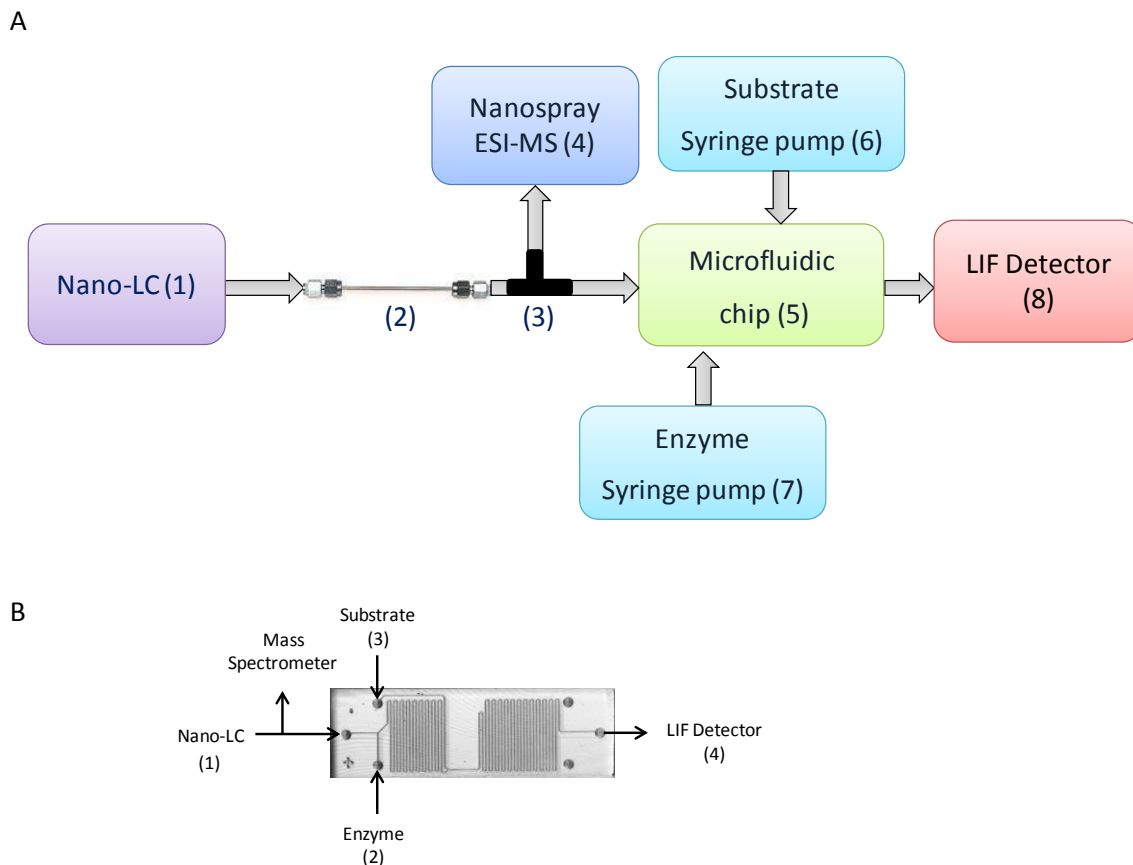 A
Nanospray
ESI-MS (4)
Substrate
Syringe pump (6)
Nano-LC (1)
(2)
(3)
Microfluidic
chip (5)
LIF Detector
(8)
Enzyme
Syringe pump (7)
B
Substrate
(3)
Mass
Spectrometer
Nano-LC
(1)
LIF Detector
(4)
Enzyme
(2)